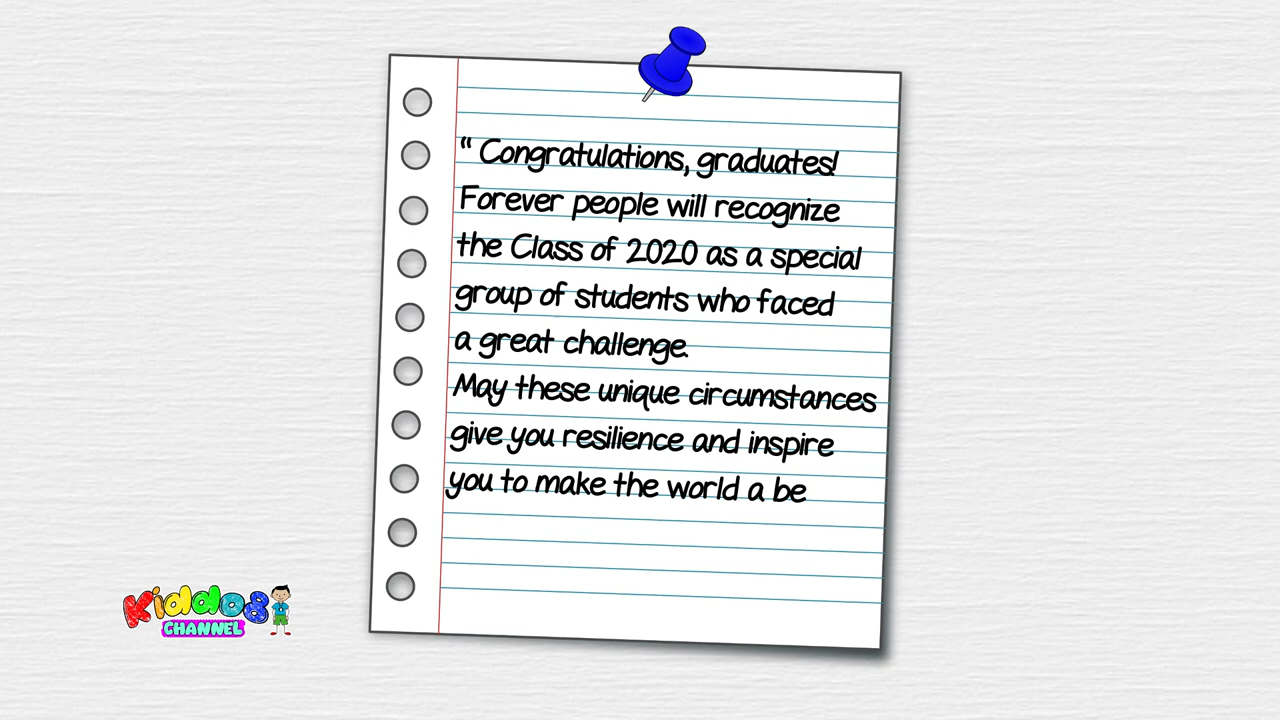 “ Congratulations, graduates!
Forever people will recognize
the Class of 2020 as a special
group of students who faced
a great challenge.
May these unique circumstances
give you resilience and inspire
you to make the world a be
Kiddo8
CHANNEL